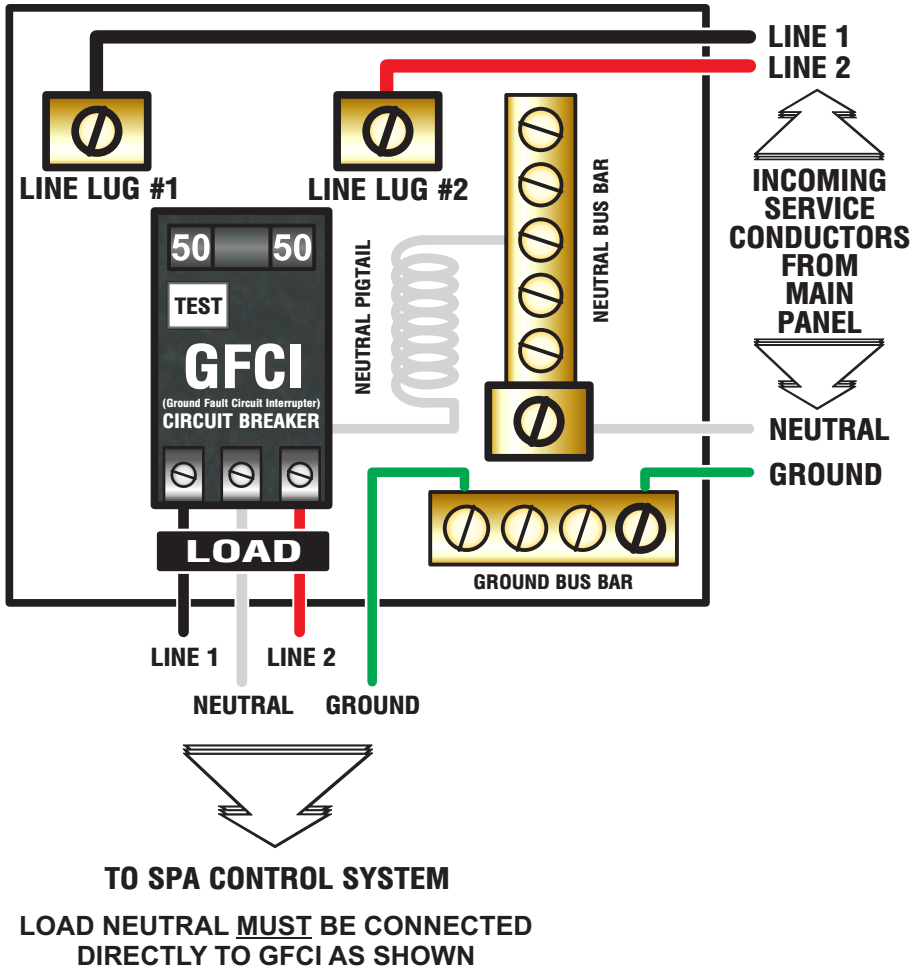 LINE 1
LINE 2
LINE LUG #1
LINE LUG #2
NEUTRAL BUS BAR
INCOMING
SERVICE
CONDUCTORS
FROM
MAIN
PANEL
50 50
TEST
GFCI
(Ground Fault Circuit Interrupter)
CIRCUIT BREAKER
NEUTRAL PIGTAIL
NEUTRAL
GROUND
LOAD
GROUND BUS BAR
LINE 1
LINE 2
NEUTRAL
GROUND
TO SPA CONTROL SYSTEM
LOAD NEUTRAL MUST BE CONNECTED
DIRECTLY TO GFCI AS SHOWN